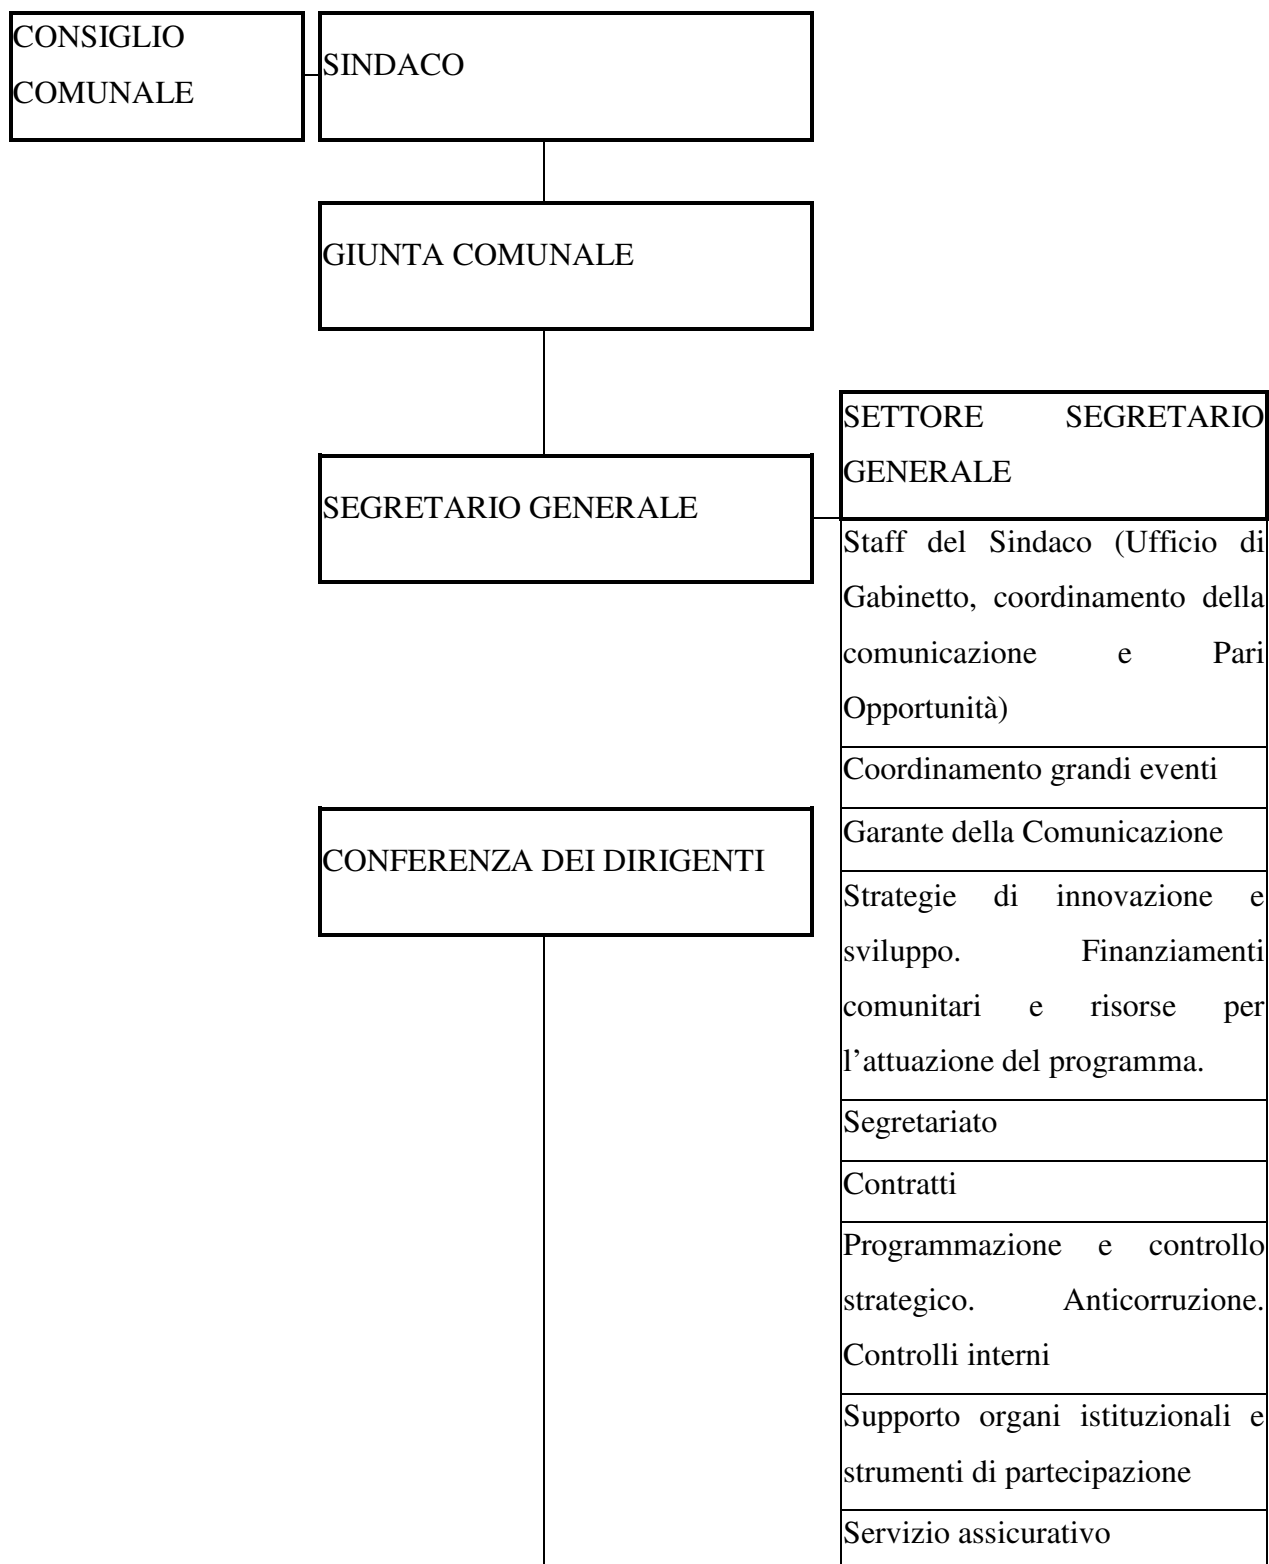 CONSIGLIO
COMUNALE
SINDACO
GIUNTA COMUNALE
SEGRETARIO GENERALE
SETTORE SEGRETARIO
GENERALE
Staff del Sindaco (Ufficio di
Gabinetto, coordinamento della
comunicazione e Pari
Opportunità)
Coordinamento grandi eventi
Garante della Comunicazione
Strategie di innovazione e
sviluppo. Finanziamenti
comunitari e risorse per
l’attuazione del programma.
Segretariato
Contratti
Programmazione e controllo
strategico. Anticorruzione.
Controlli interni
Supporto organi istituzionali e
strumenti di partecipazione
Servizio assicurativo
CONFERENZA DEI DIRIGENTI